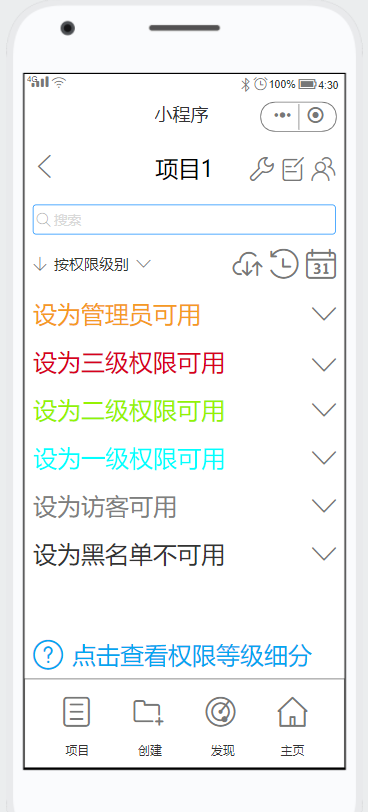 4G 100% 4:30
小程序
项目1
搜索
按权限级别
31
设为管理员可用
设为三级权限可用
设为二级权限可用
设为一级权限可用
设为访客可用
设为黑名单不可用
? 点击查看权限等级细分
项目 创建 发现 主页